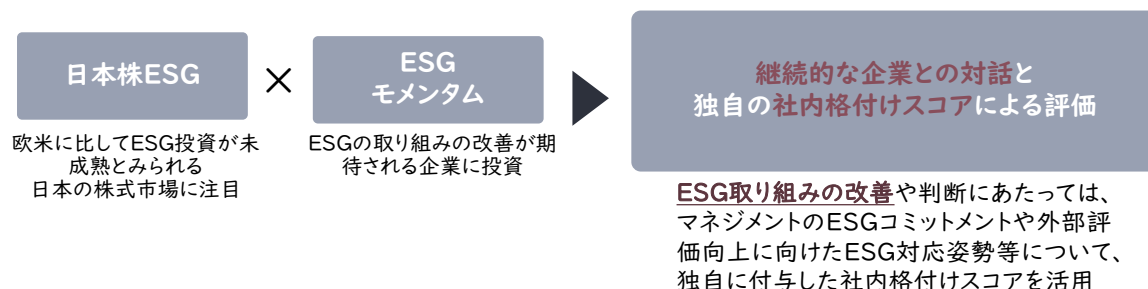 日本株ESG
×
ESG
モメンタム
継続的な企業との対話と
独自の社内格付けスコアによる評価
欧米に比してESG投資が未
成熟とみられる
日本の株式市場に注目
ESGの取り組みの改善が期
待される企業に投資
ESG取り組みの改善や判断にあたっては、
マネジメントのESGコミットメントや外部評
価向上に向けたESG対応姿勢等について、
独自に付与した社内格付けスコアを活用